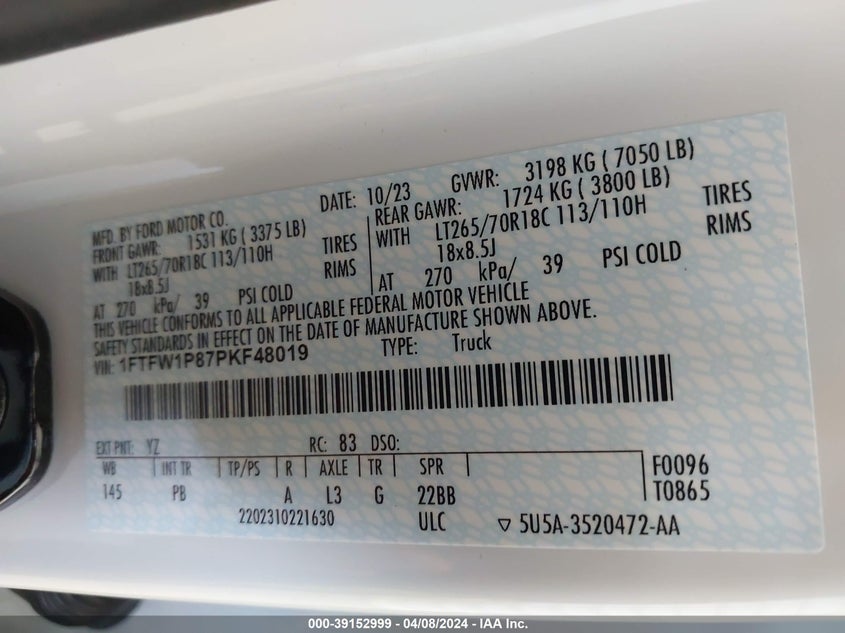 MFD. BY FORD MOTOR CO.
DATE: 10/23 GVWR: 3198 KG ( 7050 LB)
FRONT GAWR: 1531 KG ( 3375 LB)
WITH LT265/70R18C 113/110H TIRES
18x8.5J RIMS
AT 270 kPa/ 39 PSI COLD
REAR GAWR: 1724 KG ( 3800 LB)
WITH LT265/70R18C 113/110H TIRES
18x8.5J RIMS
AT 270 kPa/ 39 PSI COLD
THIS VEHICLE CONFORMS TO ALL APPLICABLE FEDERAL MOTOR VEHICLE
SAFETY STANDARDS IN EFFECT ON THE DATE OF MANUFACTURE SHOWN ABOVE.
VIN: 1FTFW1P87PKF48019 TYPE: Truck
EXT PNT: YZ RC: 83 DSO:
WB INT TR TP/PS R AXLE TR SPR
145 PB A L3 G 22BB
F0096
T0865
2202310221630 ULC ▽ 5U5A-3520472-AA
000-39152999 - 04/08/2024 - IAA Inc.